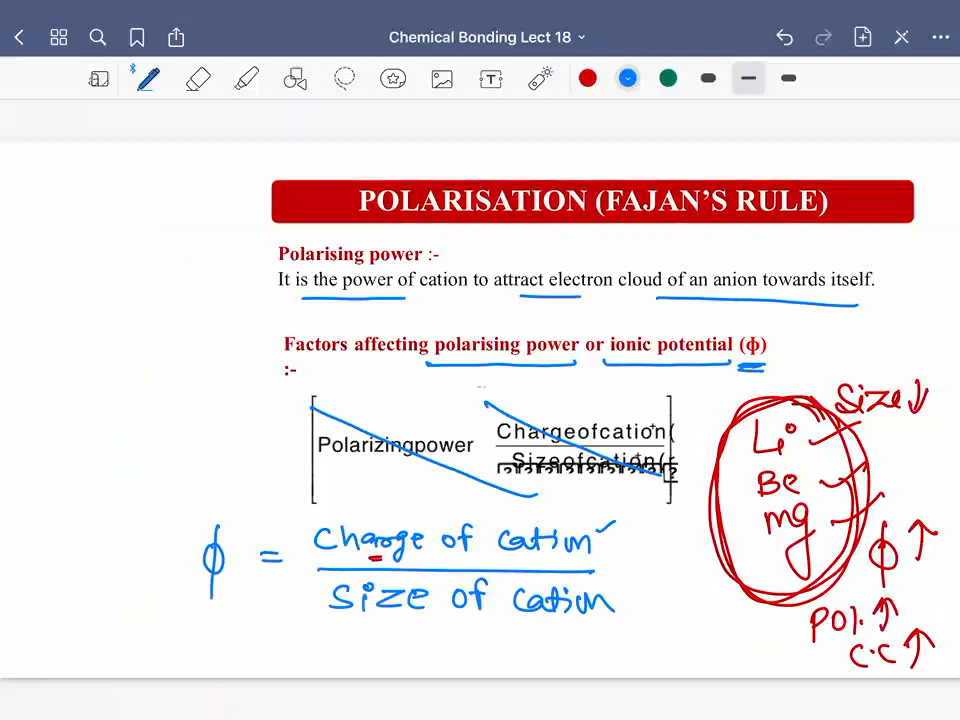 Chemical Bonding Lect 18
POLARISATION (FAJAN'S RULE)
Polarising power :-
It is the power of cation to attract electron cloud of an anion towards itself.
Factors affecting polarising power or ionic potential (ϕ)
:-
Polarizingpower
Chargeofcation(
Sizeofcation(
ϕ = Charge of cation
Size of cation
Size ↓
Li
Be
mg
ϕ ↑
Pol. ↑
C.C ↑